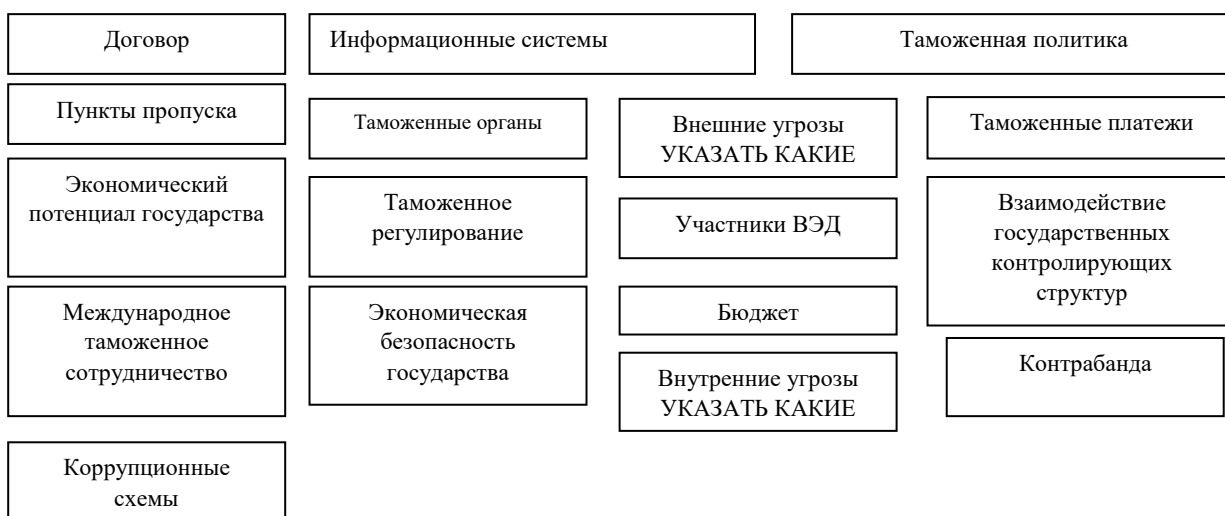 Договор
Информационные системы
Таможенная политика
Пункты пропуска
Таможенные органы
Внешние угрозы
УКАЗАТЬ КАКИЕ
Таможенные платежи
Экономический
потенциал государства
Таможенное
регулирование
Участники ВЭД
Взаимодействие
государственных
контролирующих
структур
Международное
таможенное
сотрудничество
Экономическая
безопасность
государства
Бюджет
Внутренние угрозы
УКАЗАТЬ КАКИЕ
Контрабанда
Коррупционные
схемы